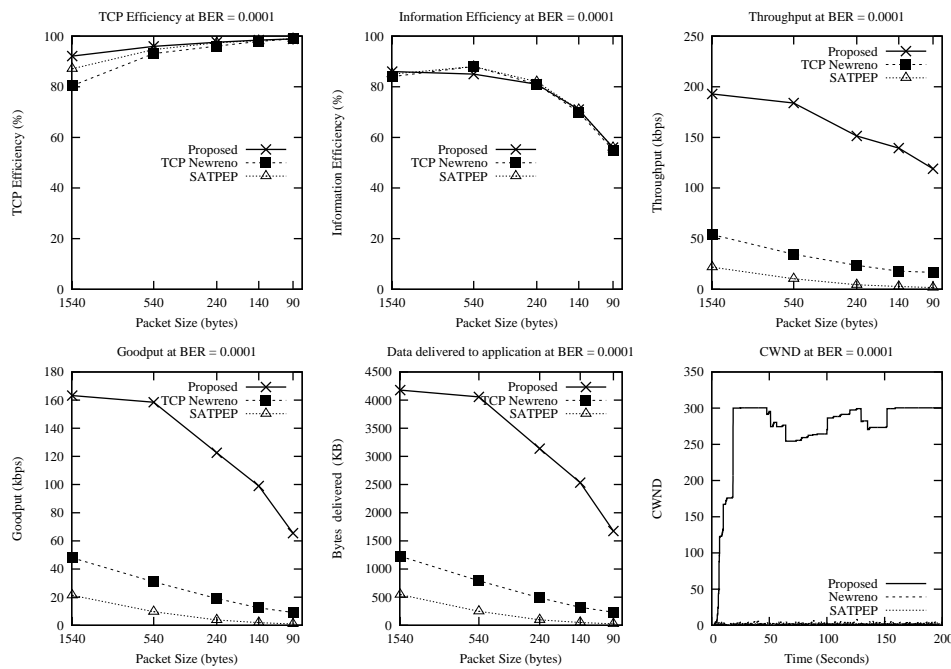 TCP Efficiency at BER = 0.0001
100
80
60
40
20
0
TCP Efficiency (%)
Proposed
TCP Newreno
SATPEP
1540
540
240
140
90
Packet Size (bytes)
Information Efficiency at BER = 0.0001
100
80
60
40
20
0
Information Efficiency (%)
Proposed
TCP Newreno
SATPEP
1540
540
240
140
90
Packet Size (bytes)
Throughput at BER = 0.0001
250
200
150
100
50
0
Throughput (kbps)
Proposed
TCP Newreno
SATPEP
1540
540
240
140
90
Packet Size (bytes)
Goodput at BER = 0.0001
180
160
140
120
100
80
60
40
20
0
Goodput (kbps)
Proposed
TCP Newreno
SATPEP
1540
540
240
140
90
Packet Size (bytes)
Data delivered to application at BER = 0.0001
4500
4000
3500
3000
2500
2000
1500
1000
500
0
Bytes delivered (KB)
Proposed
TCP Newreno
SATPEP
1540
540
240
140
90
Packet Size (bytes)
CWND at BER = 0.0001
350
300
250
200
150
100
50
0
CWND
Proposed
Newreno
SATPEP
0
50
100
150
200
Time (Seconds)